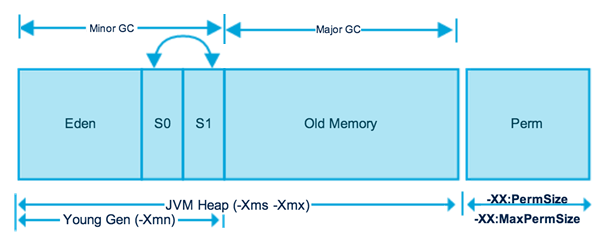 Minor GC
Major GC
Eden
S0
S1
Old Memory
Perm
JVM Heap (-Xms -Xmx)
-XX:PermSize
Young Gen (-Xmn)
-XX:MaxPermSize